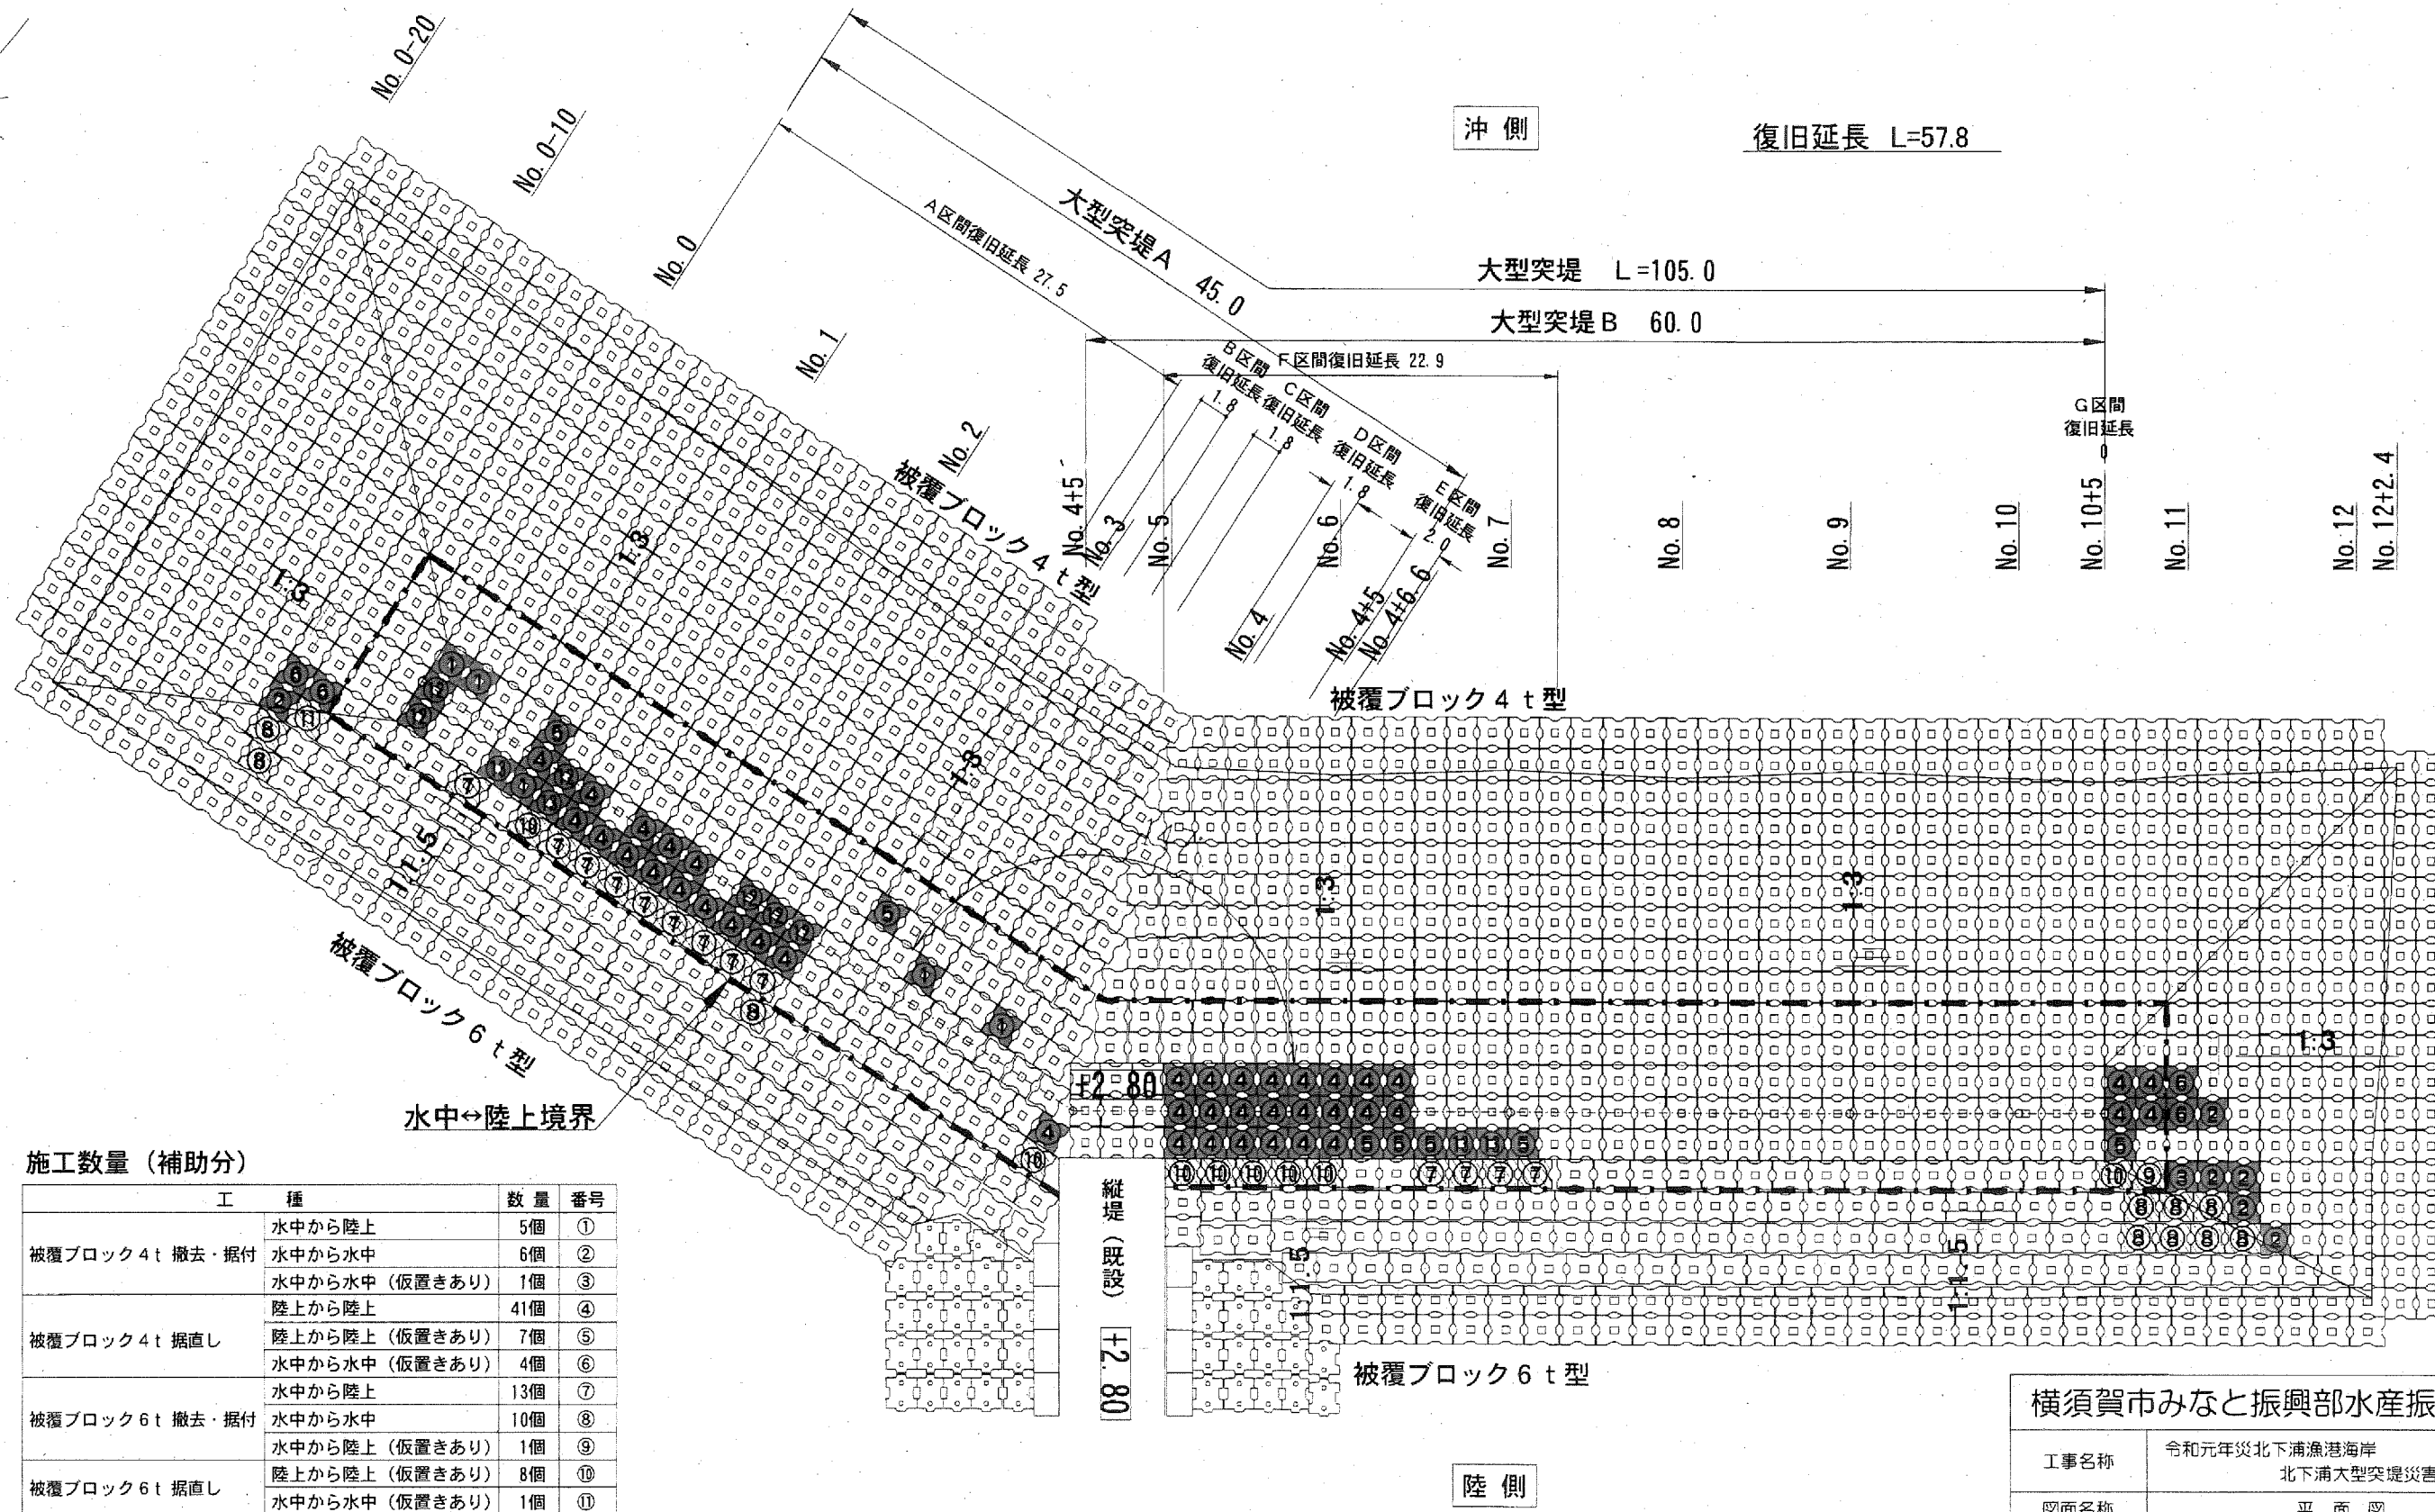 No. 0-20
No. 0-10
No. 0
No. 1
No. 2
沖 側
復旧延長 L=57.8
大型突堤A 45.0
A区間復旧延長 27.5
大型突堤 L=105.0
大型突堤B 60.0
F区間復旧延長 22.9
B区間
復旧延長
1.8
C区間
復旧延長
1.8
D区間
復旧延長
1.8
E区間
復旧延長
2.0
G区間
復旧延長
0
No. 4+5
No. 3
No. 5
No. 6
No. 7
No. 8
No. 9
No. 10
No. 10+5
No. 11
No. 12
No. 12+2.4
No. 4
No. 4+5
No. 4+6.6
被覆ブロック4t型
被覆ブロック4t型
1:3
1:3
1:3
1:3
1:3
1:3
1:1.5
1:1.5
1:1.5
被覆ブロック6t型
水中⇔陸上境界
+2.80
縦堤(既設)
+2.80
被覆ブロック6t型
陸 側
施工数量(補助分)
工 種 数 量 番号
被覆ブロック4t 撤去・据付 水中から陸上 5個 ①
水中から水中 6個 ②
水中から水中(仮置きあり) 1個 ③
被覆ブロック4t 据直し 陸上から陸上 41個 ④
陸上から陸上(仮置きあり) 7個 ⑤
水中から水中(仮置きあり) 4個 ⑥
被覆ブロック6t 撤去・据付 水中から陸上 13個 ⑦
水中から水中 10個 ⑧
水中から陸上(仮置きあり) 1個 ⑨
被覆ブロック6t 据直し 陸上から陸上(仮置きあり) 8個 ⑩
水中から水中(仮置きあり) 1個 ⑪
横須賀市みなと振興部水産振
工事名称 令和元年災北下浦漁港海岸
北下浦大型突堤災害
図面名称 平 面 図